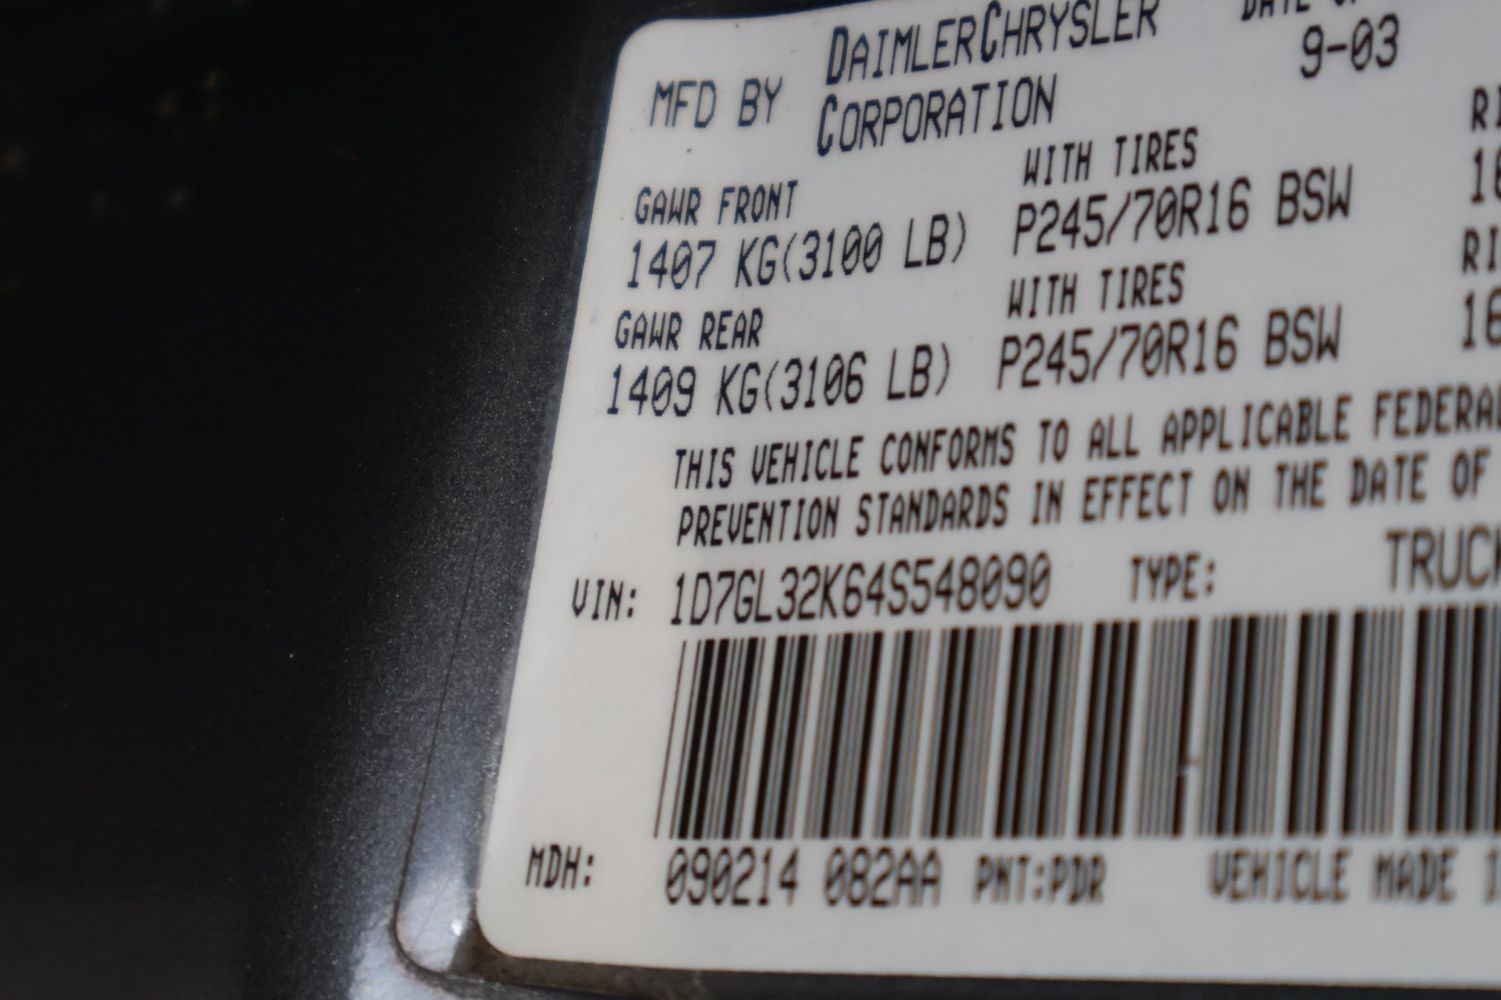 MFD BY DAIMLERCHRYSLER CORPORATION
9-03
GAWR FRONT WITH TIRES
1407 KG(3100 LB) P245/70R16 BSW
GAWR REAR WITH TIRES
1409 KG(3106 LB) P245/70R16 BSW
THIS VEHICLE CONFORMS TO ALL APPLICABLE FEDERAL
PREVENTION STANDARDS IN EFFECT ON THE DATE OF
VIN: 1D7GL32K64S548090 TYPE: TRUCK
MDH: 090214 082AA PNT:PDR VEHICLE MADE